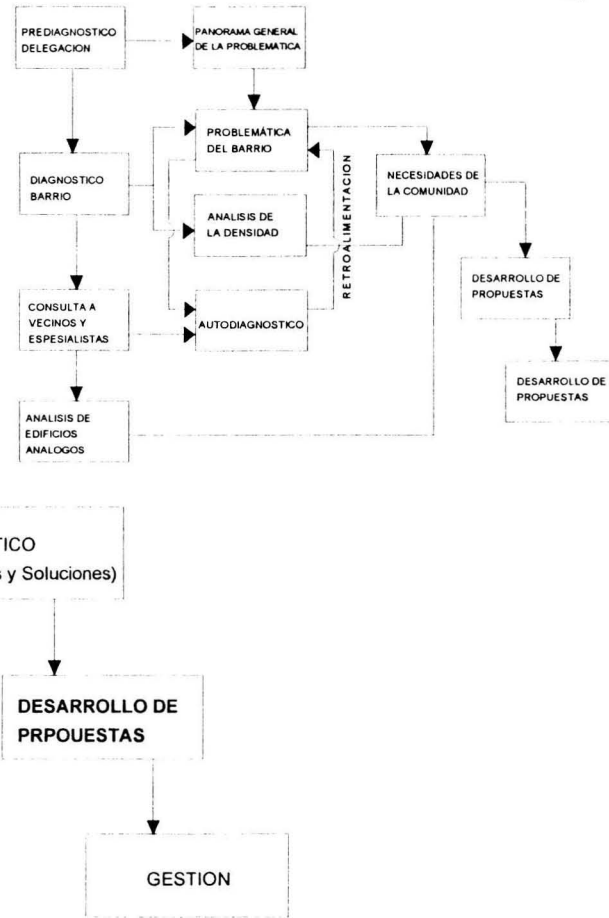 PREDIAGNOSTICO
DELEGACION
PANORAMA GENERAL
DE LA PROBLEMATICA
PROBLEMÁTICA
DEL BARRIO
DIAGNOSTICO
BARRIO
NECESIDADES DE
LA COMUNIDAD
RETROALIMENTACION
ANALISIS DE
LA DENSIDAD
DESARROLLO DE
PROPUESTAS
CONSULTA A
VECINOS Y
ESPESIALISTAS
AUTODIAGNOSTICO
DESARROLLO DE
PROPUESTAS
ANALISIS DE
EDIFICIOS
ANALOGOS
TICO
s y Soluciones)
DESARROLLO DE
PRPOUESTAS
GESTION